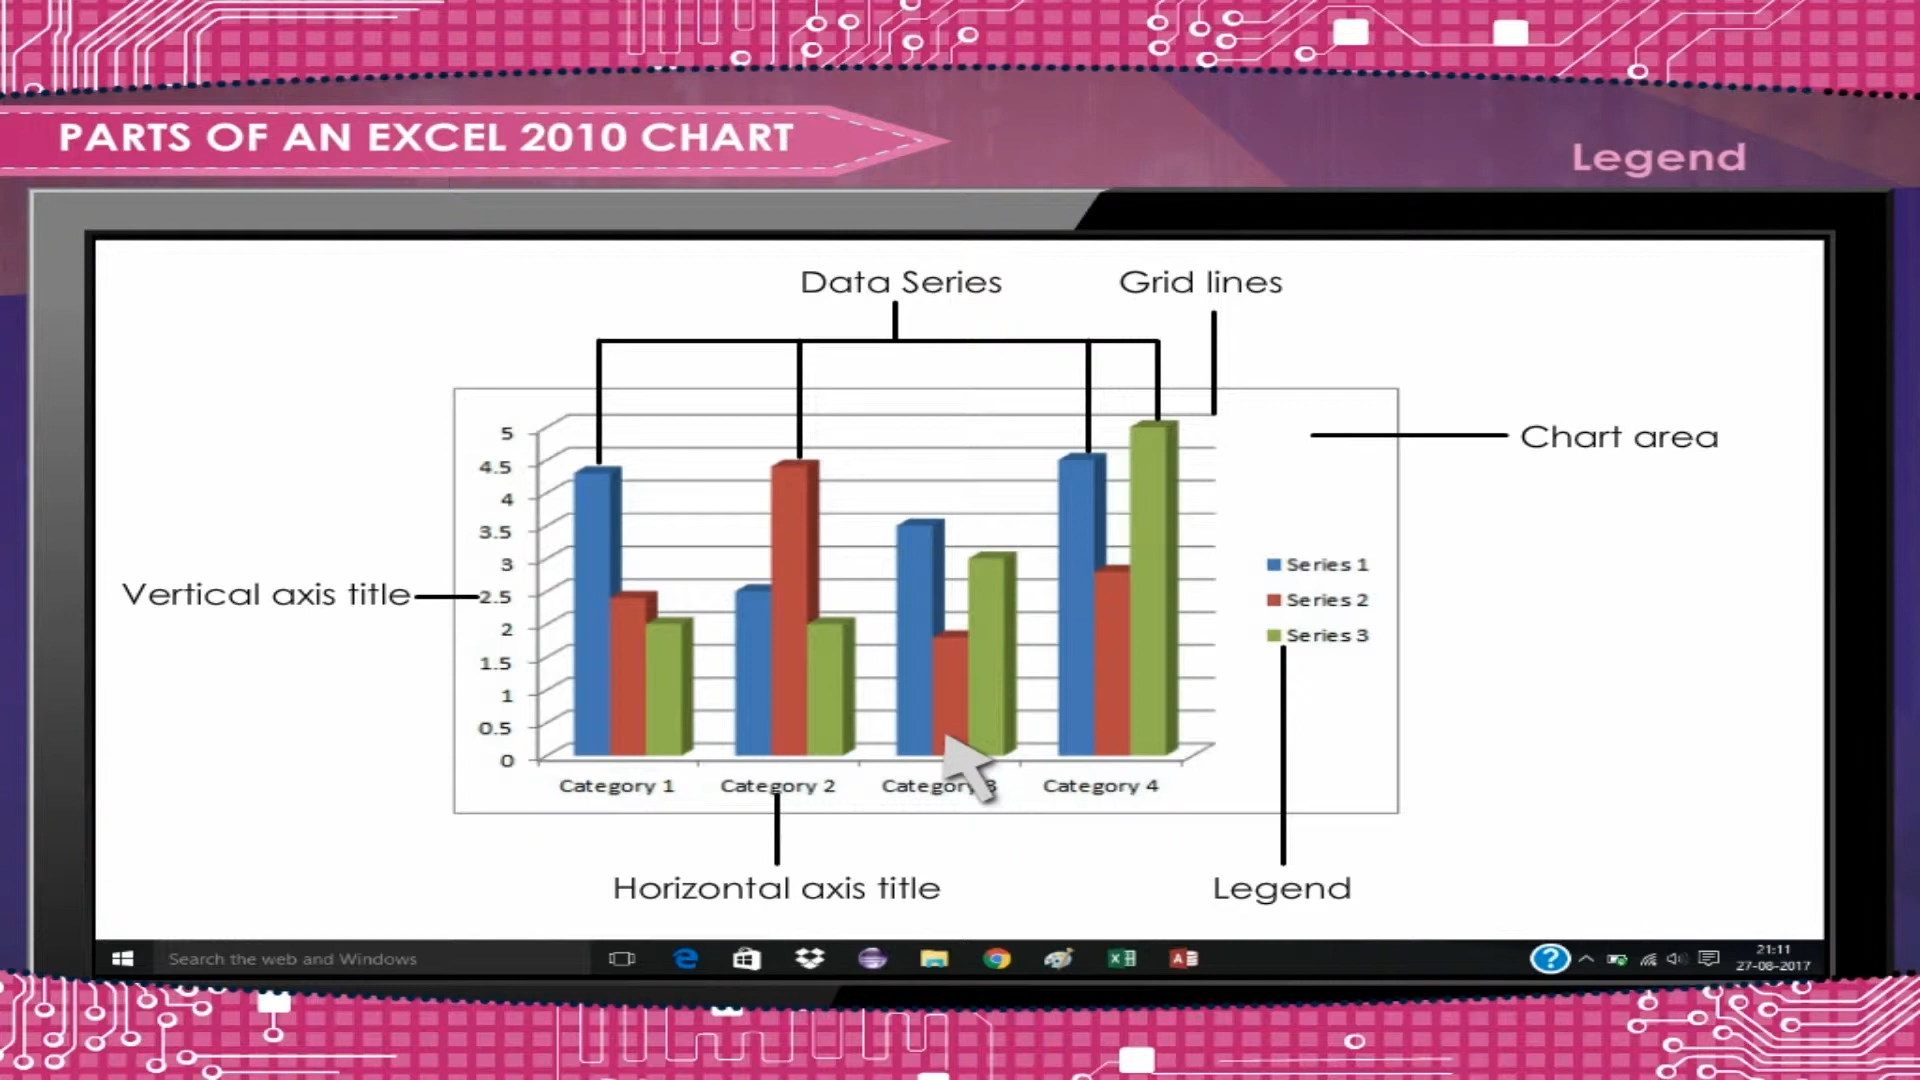 PARTS OF AN EXCEL 2010 CHART
Legend
Data Series
Grid lines
Chart area
5
4.5
4
3.5
3
2.5
2
1.5
1
0.5
0
Vertical axis title
Series 1
Series 2
Series 3
Category 1
Category 2
Category 3
Category 4
Horizontal axis title
Legend
Search the web and Windows
21:11
27-08-2017